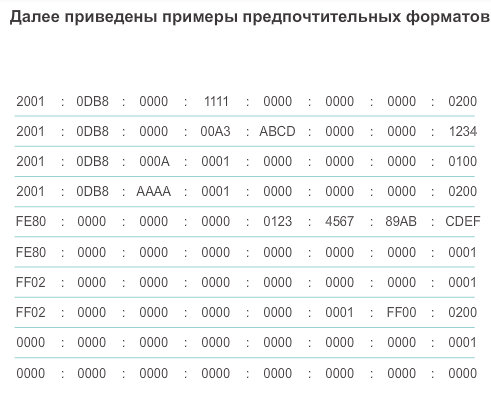 Далее приведены примеры предпочтительных форматов
2001 : 0DB8 : 0000 : 1111 : 0000 : 0000 : 0000 : 0200
2001 : 0DB8 : 0000 : 00A3 : ABCD : 0000 : 0000 : 1234
2001 : 0DB8 : 000A : 0001 : 0000 : 0000 : 0000 : 0100
2001 : 0DB8 : AAAA : 0001 : 0000 : 0000 : 0000 : 0200
FE80 : 0000 : 0000 : 0000 : 0123 : 4567 : 89AB : CDEF
FE80 : 0000 : 0000 : 0000 : 0000 : 0000 : 0000 : 0001
FF02 : 0000 : 0000 : 0000 : 0000 : 0000 : 0000 : 0001
FF02 : 0000 : 0000 : 0000 : 0000 : 0001 : FF00 : 0200
0000 : 0000 : 0000 : 0000 : 0000 : 0000 : 0000 : 0001
0000 : 0000 : 0000 : 0000 : 0000 : 0000 : 0000 : 0000